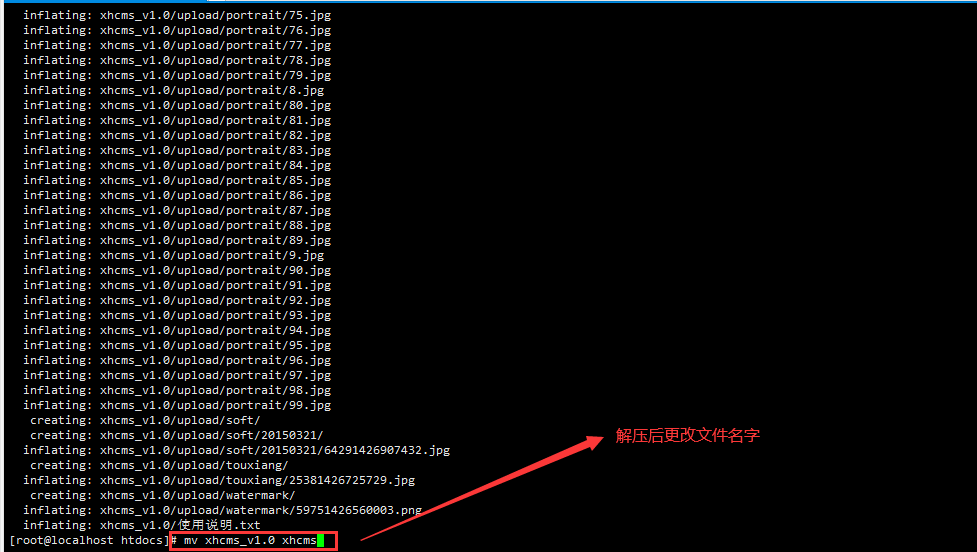 inflating: xhcms_v1.0/upload/portrait/75.jpg
inflating: xhcms_v1.0/upload/portrait/76.jpg
inflating: xhcms_v1.0/upload/portrait/77.jpg
inflating: xhcms_v1.0/upload/portrait/78.jpg
inflating: xhcms_v1.0/upload/portrait/79.jpg
inflating: xhcms_v1.0/upload/portrait/8.jpg
inflating: xhcms_v1.0/upload/portrait/80.jpg
inflating: xhcms_v1.0/upload/portrait/81.jpg
inflating: xhcms_v1.0/upload/portrait/82.jpg
inflating: xhcms_v1.0/upload/portrait/83.jpg
inflating: xhcms_v1.0/upload/portrait/84.jpg
inflating: xhcms_v1.0/upload/portrait/85.jpg
inflating: xhcms_v1.0/upload/portrait/86.jpg
inflating: xhcms_v1.0/upload/portrait/87.jpg
inflating: xhcms_v1.0/upload/portrait/88.jpg
inflating: xhcms_v1.0/upload/portrait/89.jpg
inflating: xhcms_v1.0/upload/portrait/9.jpg
inflating: xhcms_v1.0/upload/portrait/90.jpg
inflating: xhcms_v1.0/upload/portrait/91.jpg
inflating: xhcms_v1.0/upload/portrait/92.jpg
inflating: xhcms_v1.0/upload/portrait/93.jpg
inflating: xhcms_v1.0/upload/portrait/94.jpg
inflating: xhcms_v1.0/upload/portrait/95.jpg
inflating: xhcms_v1.0/upload/portrait/96.jpg
inflating: xhcms_v1.0/upload/portrait/97.jpg
inflating: xhcms_v1.0/upload/portrait/98.jpg
inflating: xhcms_v1.0/upload/portrait/99.jpg
creating: xhcms_v1.0/upload/soft/
creating: xhcms_v1.0/upload/soft/20150321/
解压后更改文件名字
inflating: xhcms_v1.0/upload/soft/20150321/64291426907432.jpg
creating: xhcms_v1.0/upload/touxiang/
inflating: xhcms_v1.0/upload/touxiang/25381426725729.jpg
creating: xhcms_v1.0/upload/watermark/
inflating: xhcms_v1.0/upload/watermark/59751426560003.png
inflating: xhcms_v1.0/使用说明.txt
[root@localhost htdocs]# mv xhcms_v1.0 xhcms